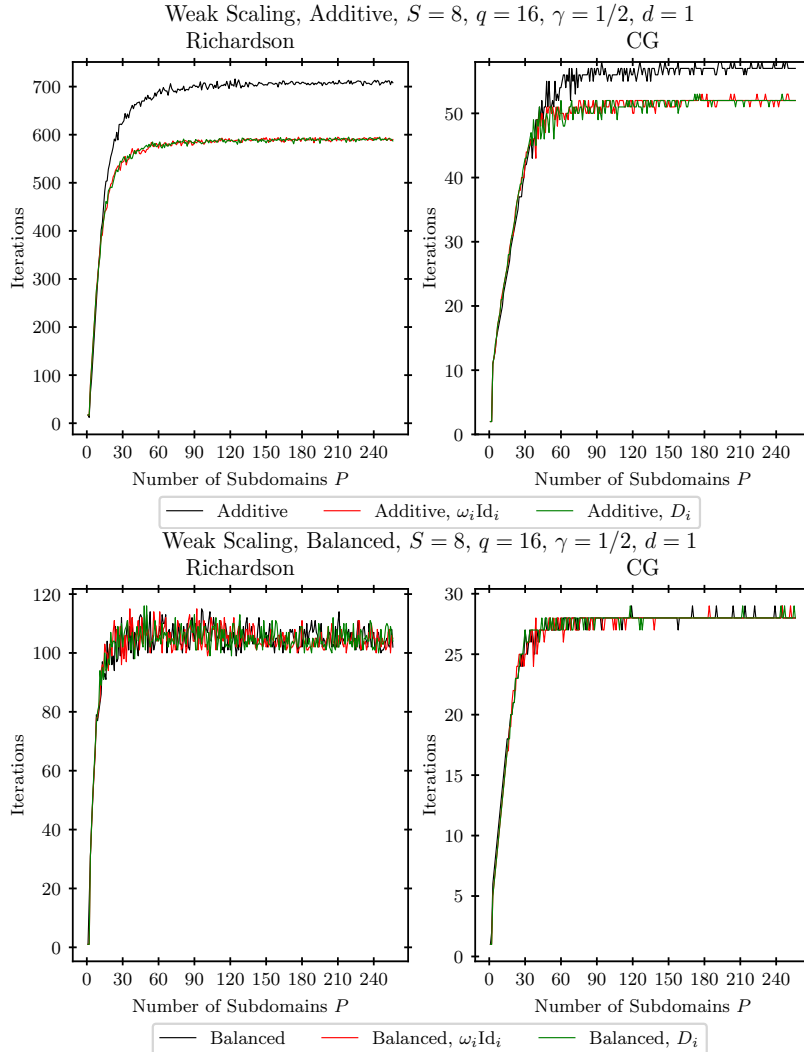 Weak Scaling, Additive, S = 8, q = 16, γ = 1/2, d = 1
Richardson
CG
700
600
500
400
300
200
100
0
Iterations
0 30 60 90 120 150 180 210 240
Number of Subdomains P
50
40
30
20
10
0
Iterations
0 30 60 90 120 150 180 210 240
Number of Subdomains P
Additive
Additive, ωᵢIdᵢ
Additive, Dᵢ
Weak Scaling, Balanced, S = 8, q = 16, γ = 1/2, d = 1
Richardson
CG
120
100
80
60
40
20
0
Iterations
0 30 60 90 120 150 180 210 240
Number of Subdomains P
30
25
20
15
10
5
0
Iterations
0 30 60 90 120 150 180 210 240
Number of Subdomains P
Balanced
Balanced, ωᵢIdᵢ
Balanced, Dᵢ